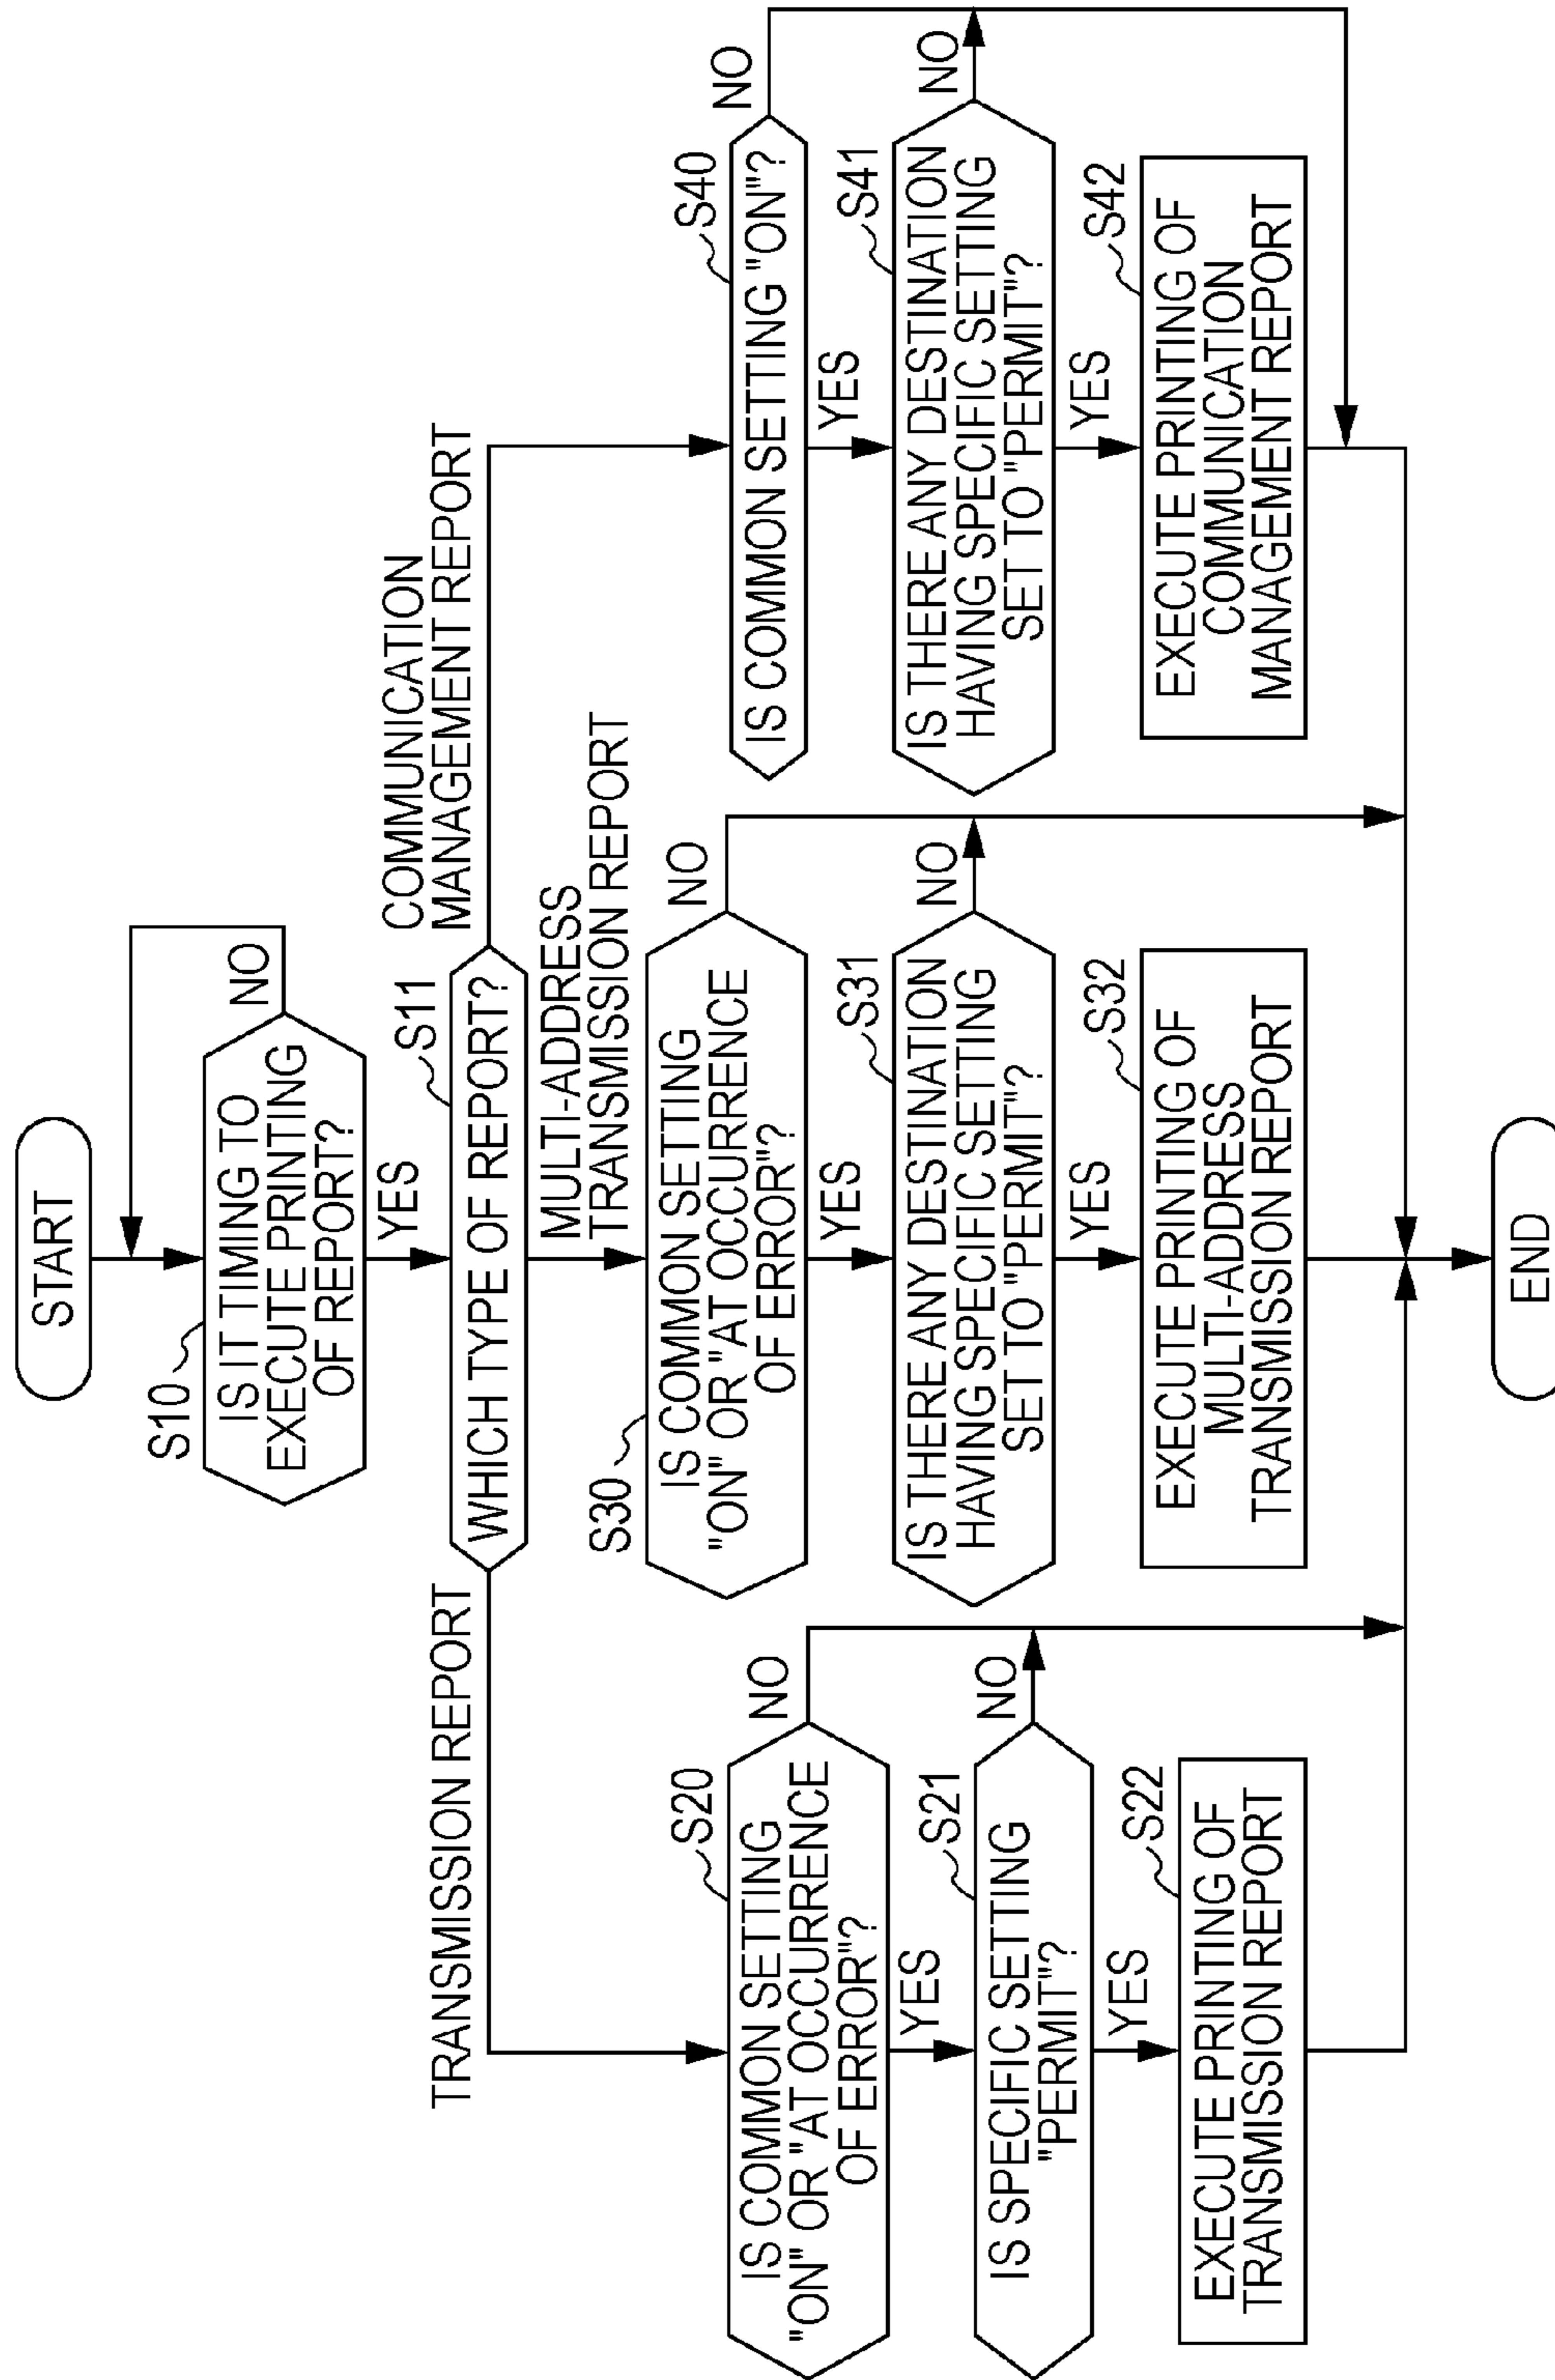 START
S10
IS IT TIMING TO
EXECUTE PRINTING
OF REPORT?
NO
YES
S11
WHICH TYPE OF REPORT?
TRANSMISSION REPORT
MULTI-ADDRESS
TRANSMISSION REPORT
COMMUNICATION
MANAGEMENT REPORT
S20
IS COMMON SETTING
"ON" OR "AT OCCURRENCE
OF ERROR"?
NO
YES
S21
IS SPECIFIC SETTING
"PERMIT"?
NO
YES
S22
EXECUTE PRINTING OF
TRANSMISSION REPORT
S30
IS COMMON SETTING
"ON" OR "AT OCCURRENCE
OF ERROR"?
NO
YES
S31
IS THERE ANY DESTINATION
HAVING SPECIFIC SETTING
SET TO "PERMIT"?
NO
YES
S32
EXECUTE PRINTING OF
MULTI-ADDRESS
TRANSMISSION REPORT
S40
IS COMMON SETTING "ON"?
NO
YES
S41
IS THERE ANY DESTINATION
HAVING SPECIFIC SETTING
SET TO "PERMIT"?
NO
YES
S42
EXECUTE PRINTING OF
COMMUNICATION
MANAGEMENT REPORT
END